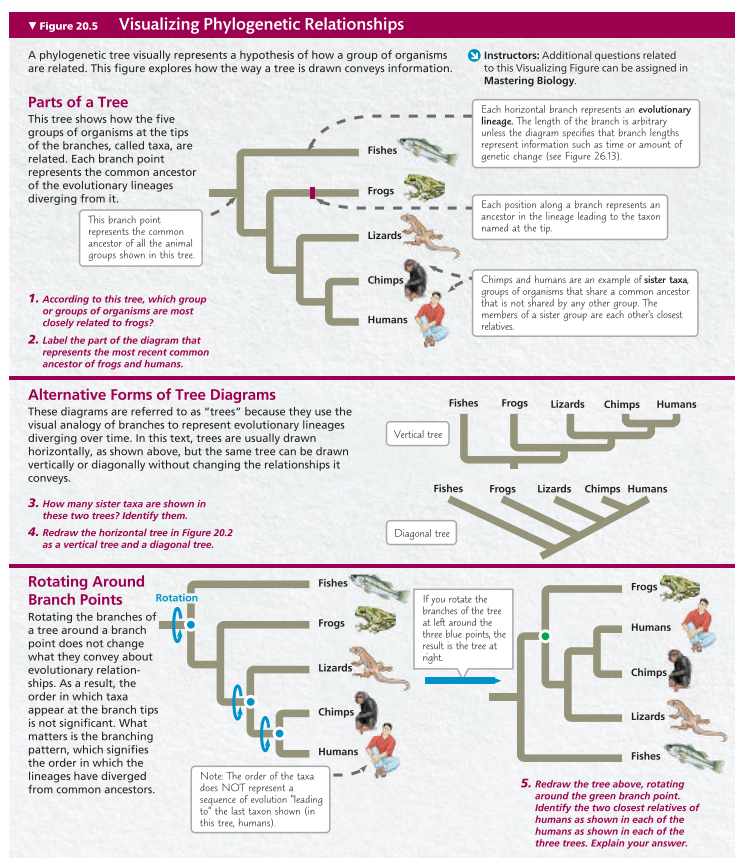 ▼ Figure 20.5 Visualizing Phylogenetic Relationships
A phylogenetic tree visually represents a hypothesis of how a group of organisms
are related. This figure explores how the way a tree is drawn conveys information.
Instructors: Additional questions related
to this Visualizing Figure can be assigned in
Mastering Biology.
Parts of a Tree
This tree shows how the five
groups of organisms at the tips
of the branches, called taxa, are
related. Each branch point
represents the common ancestor
of the evolutionary lineages
diverging from it.
This branch point
represents the common
ancestor of all the animal
groups shown in this tree.
Fishes
Frogs
Lizards
Chimps
Humans
Each horizontal branch represents an evolutionary
lineage. The length of the branch is arbitrary
unless the diagram specifies that branch lengths
represent information such as time or amount of
genetic change (see Figure 26.13).
Each position along a branch represents an
ancestor in the lineage leading to the taxon
named at the tip.
Chimps and humans are an example of sister taxa,
groups of organisms that share a common ancestor
that is not shared by any other group. The
members of a sister group are each other's closest
relatives.
1. According to this tree, which group
or groups of organisms are most
closely related to frogs?
2. Label the part of the diagram that
represents the most recent common
ancestor of frogs and humans.
Alternative Forms of Tree Diagrams
These diagrams are referred to as “trees” because they use the
visual analogy of branches to represent evolutionary lineages
diverging over time. In this text, trees are usually drawn
horizontally, as shown above, but the same tree can be drawn
vertically or diagonally without changing the relationships it
conveys.
3. How many sister taxa are shown in
these two trees? Identify them.
4. Redraw the horizontal tree in Figure 20.2
as a vertical tree and a diagonal tree.
Fishes Frogs Lizards Chimps Humans
Vertical tree
Fishes Frogs Lizards Chimps Humans
Diagonal tree
Rotating Around
Branch Points
Rotating the branches of
a tree around a branch
point does not change
what they convey about
evolutionary relation-
ships. As a result, the
order in which taxa
appear at the branch tips
is not significant. What
matters is the branching
pattern, which signifies
the order in which the
lineages have diverged
from common ancestors.
Rotation
Fishes
Frogs
Lizards
Chimps
Humans
Note: The order of the taxa
does NOT represent a
sequence of evolution "leading
to" the last taxon shown (in
this tree, humans).
If you rotate the
branches of the tree
at left around the
three blue points, the
result is the tree at
right.
Frogs
Humans
Chimps
Lizards
Fishes
5. Redraw the tree above, rotating
around the green branch point.
Identify the two closest relatives of
humans as shown in each of the
humans as shown in each of the
three trees. Explain your answer.